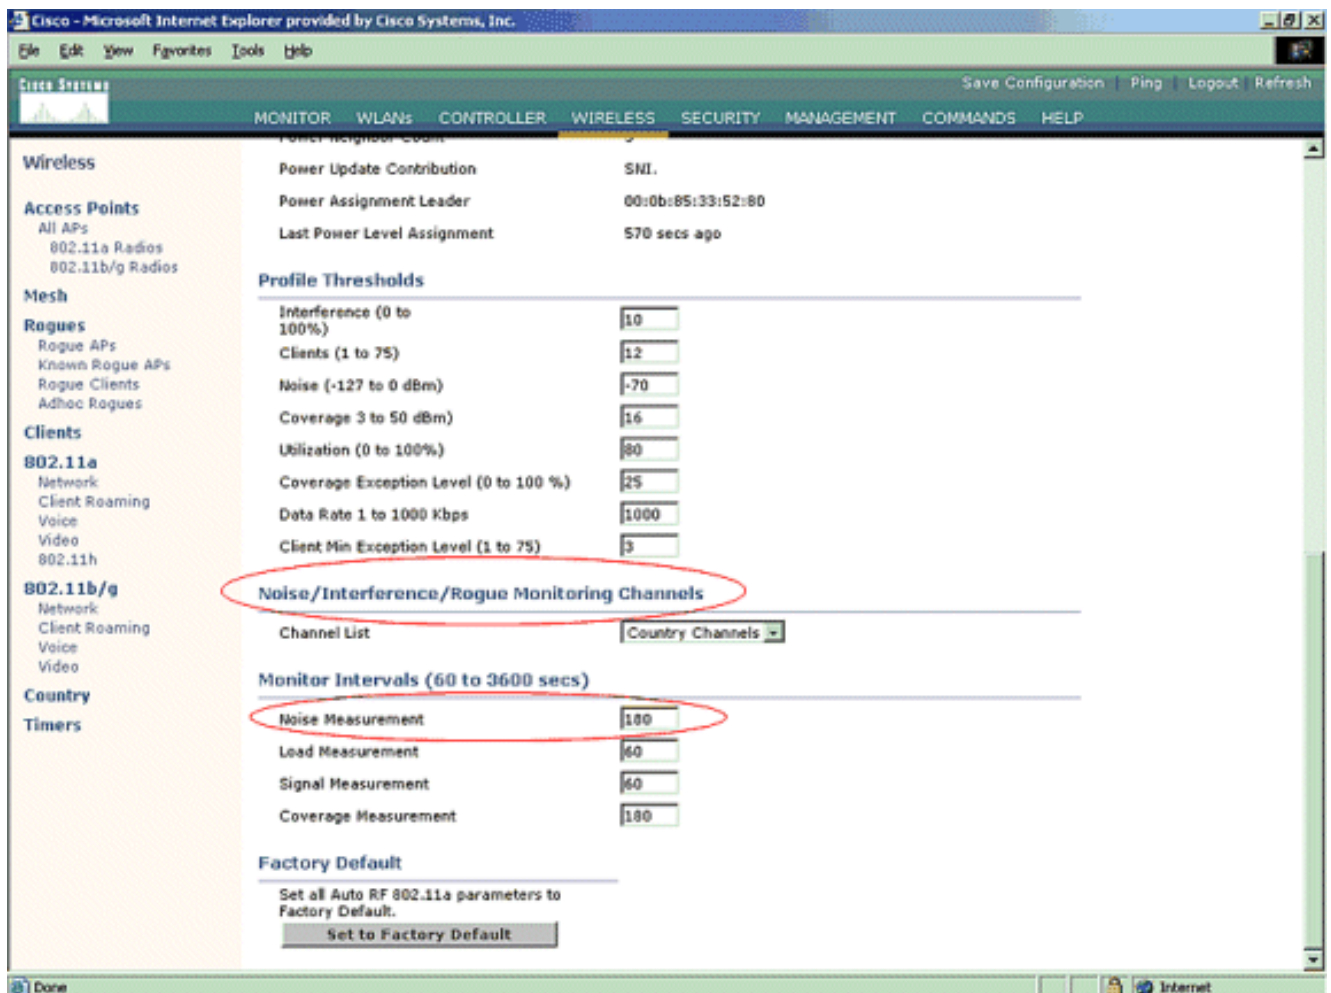 Cisco - Microsoft Internet Explorer provided by Cisco Systems, Inc.
File Edit View Favorites Tools Help
Cisco Systems
Save Configuration | Ping | Logout | Refresh
MONITOR WLANs CONTROLLER WIRELESS SECURITY MANAGEMENT COMMANDS HELP
Wireless
Access Points
All APs
802.11a Radios
802.11b/g Radios
Mesh
Rogues
Rogue APs
Known Rogue APs
Rogue Clients
Adhoc Rogues
Clients
802.11a
Network
Client Roaming
Voice
Video
802.11h
802.11b/g
Network
Client Roaming
Voice
Video
Country
Timers
Power Neighbor Count
Power Update Contribution SNI.
Power Assignment Leader 00:0b:85:33:52:80
Last Power Level Assignment 570 secs ago
Profile Thresholds
Interference (0 to
100%) 10
Clients (1 to 75) 12
Noise (-127 to 0 dBm) -70
Coverage 3 to 50 dBm) 16
Utilization (0 to 100%) 80
Coverage Exception Level (0 to 100 %) 25
Data Rate 1 to 1000 Kbps 1000
Client Min Exception Level (1 to 75) 3
Noise/Interference/Rogue Monitoring Channels
Channel List Country Channels
Monitor Intervals (60 to 3600 secs)
Noise Measurement 180
Load Measurement 60
Signal Measurement 60
Coverage Measurement 180
Factory Default
Set all Auto RF 802.11a parameters to
Factory Default.
Set to Factory Default
Done
Internet